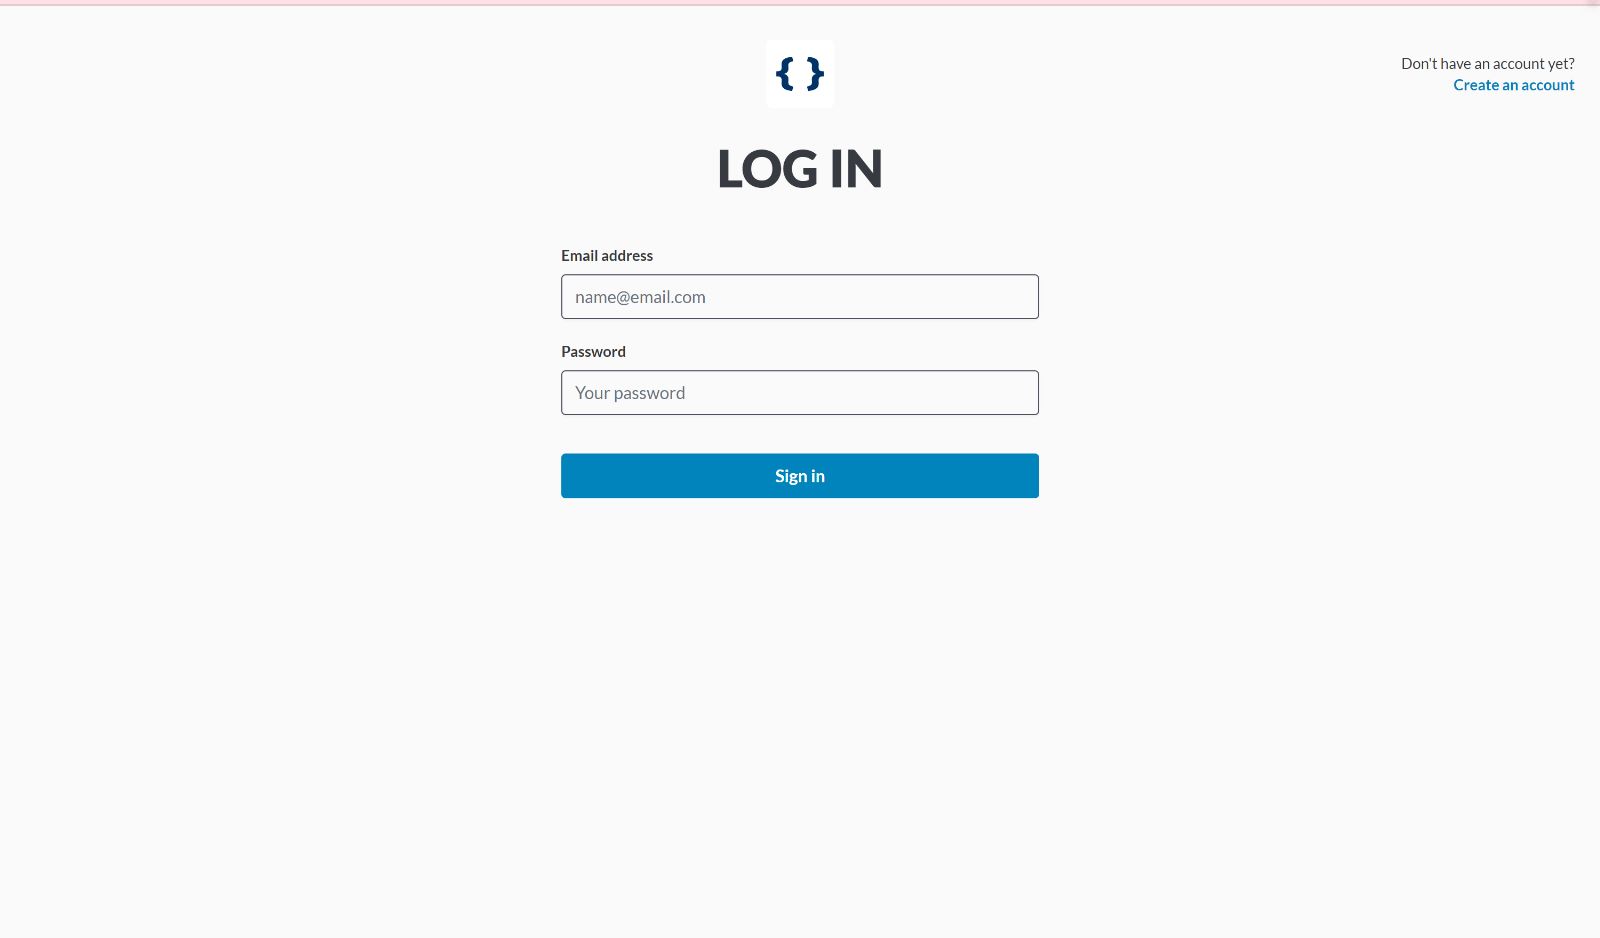 { }
Don't have an account yet?
Create an account
LOG IN
Email address
name@email.com
Password
Your password
Sign in